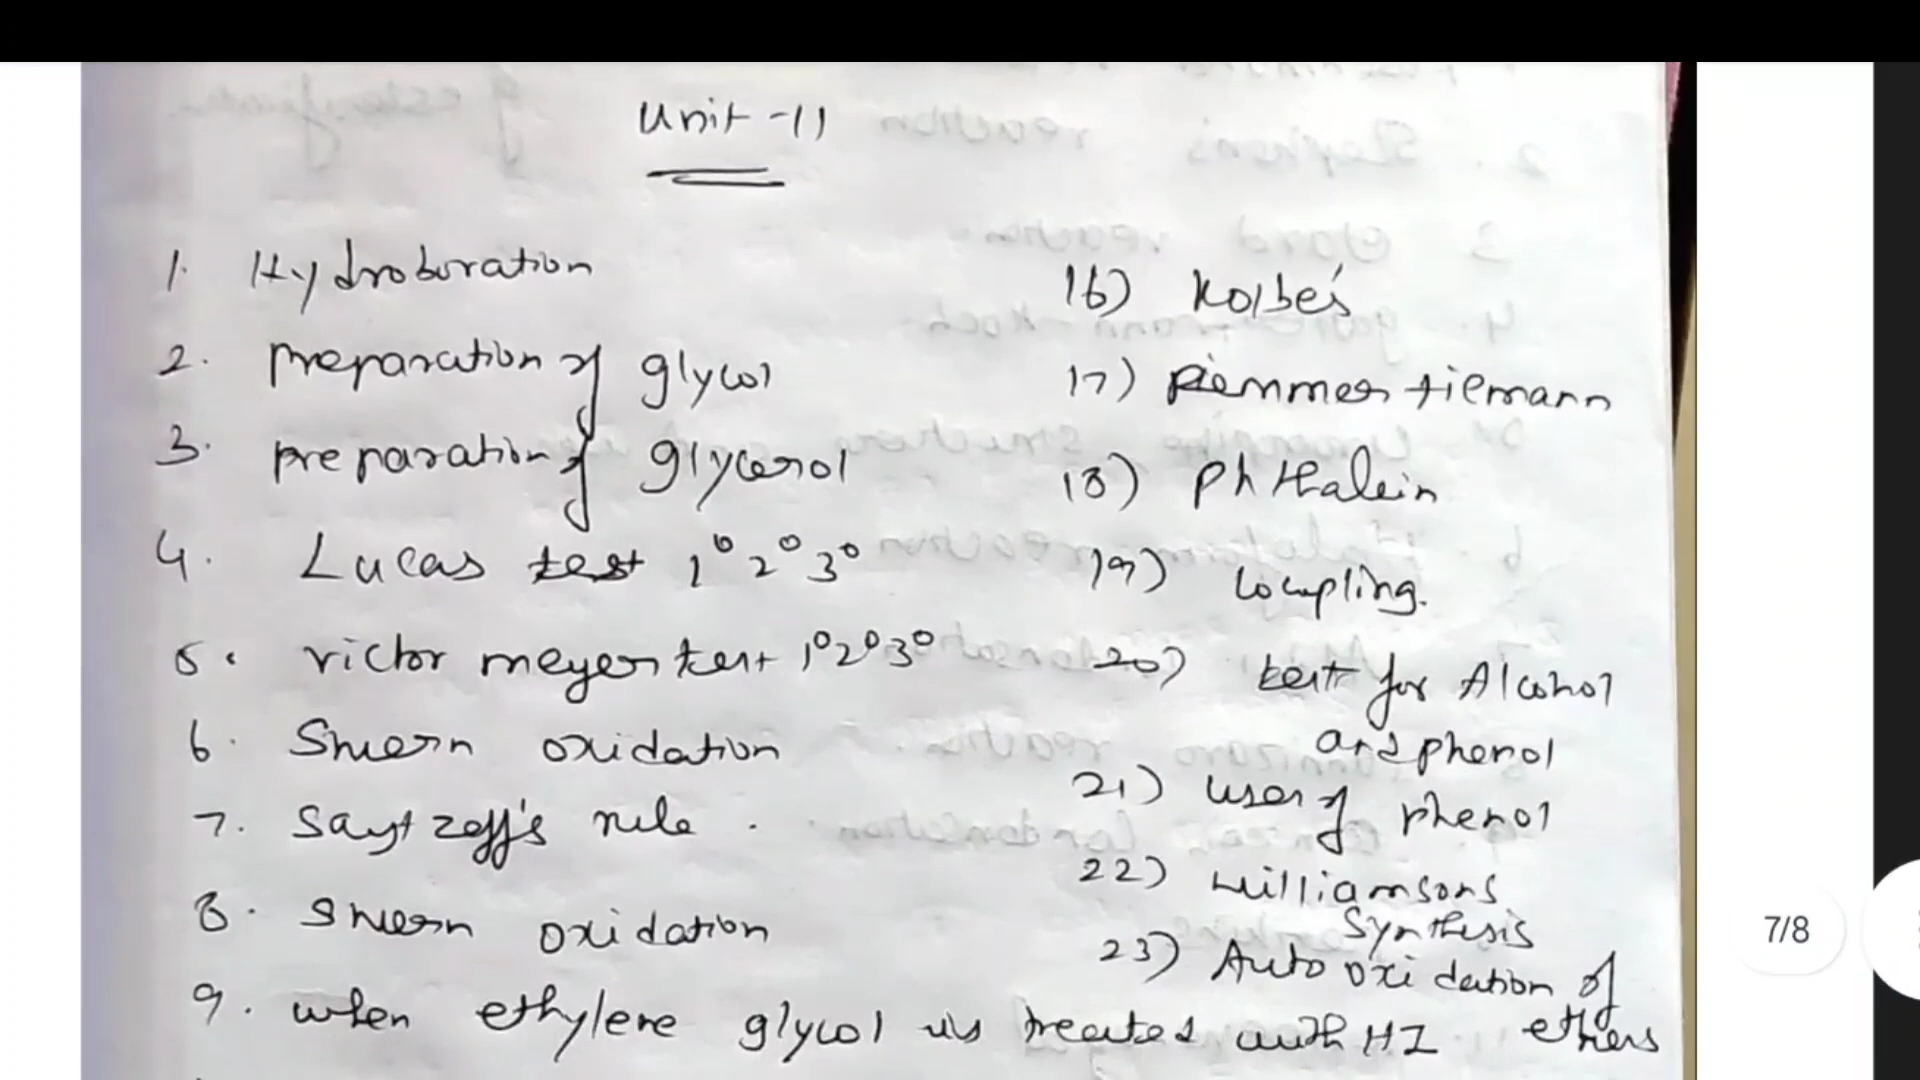 Unit-11
1. Hydroboration
2. preparation of glycol
3. preparation of glycerol
4. Lucas test 1° 2° 3°
5. victor meyer test 1° 2° 3°
6. Swern oxidation
7. Saytzeff's rule.
8. Swern oxidation
9. when ethylene glycol is treated with HI
16) Kolbe's
17) Riemmer tiemann
18) Phthalein
19) Coupling.
20) test for Alcohol
and phenol
21) uses of phenol
22) williamsons
Synthesis
23) Auto oxidation of
ethers
7/8